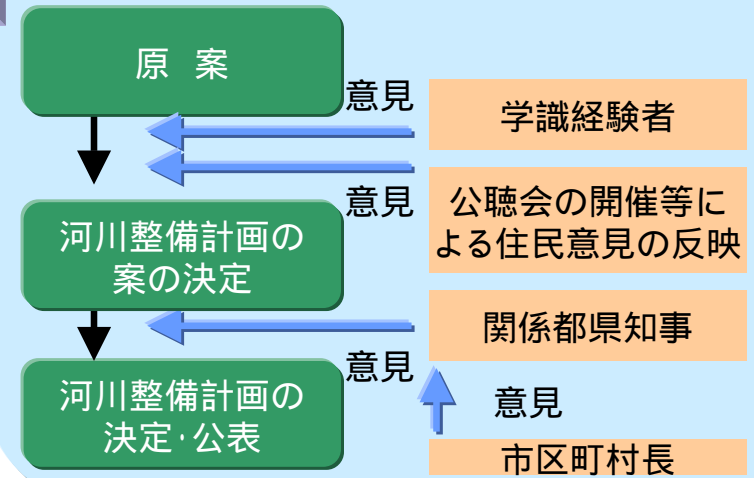 原 案
意見
学識経験者
意見
公聴会の開催等に
よる住民意見の反映
河川整備計画の
案の決定
関係都県知事
意見
河川整備計画の
決定・公表
意見
市区町村長